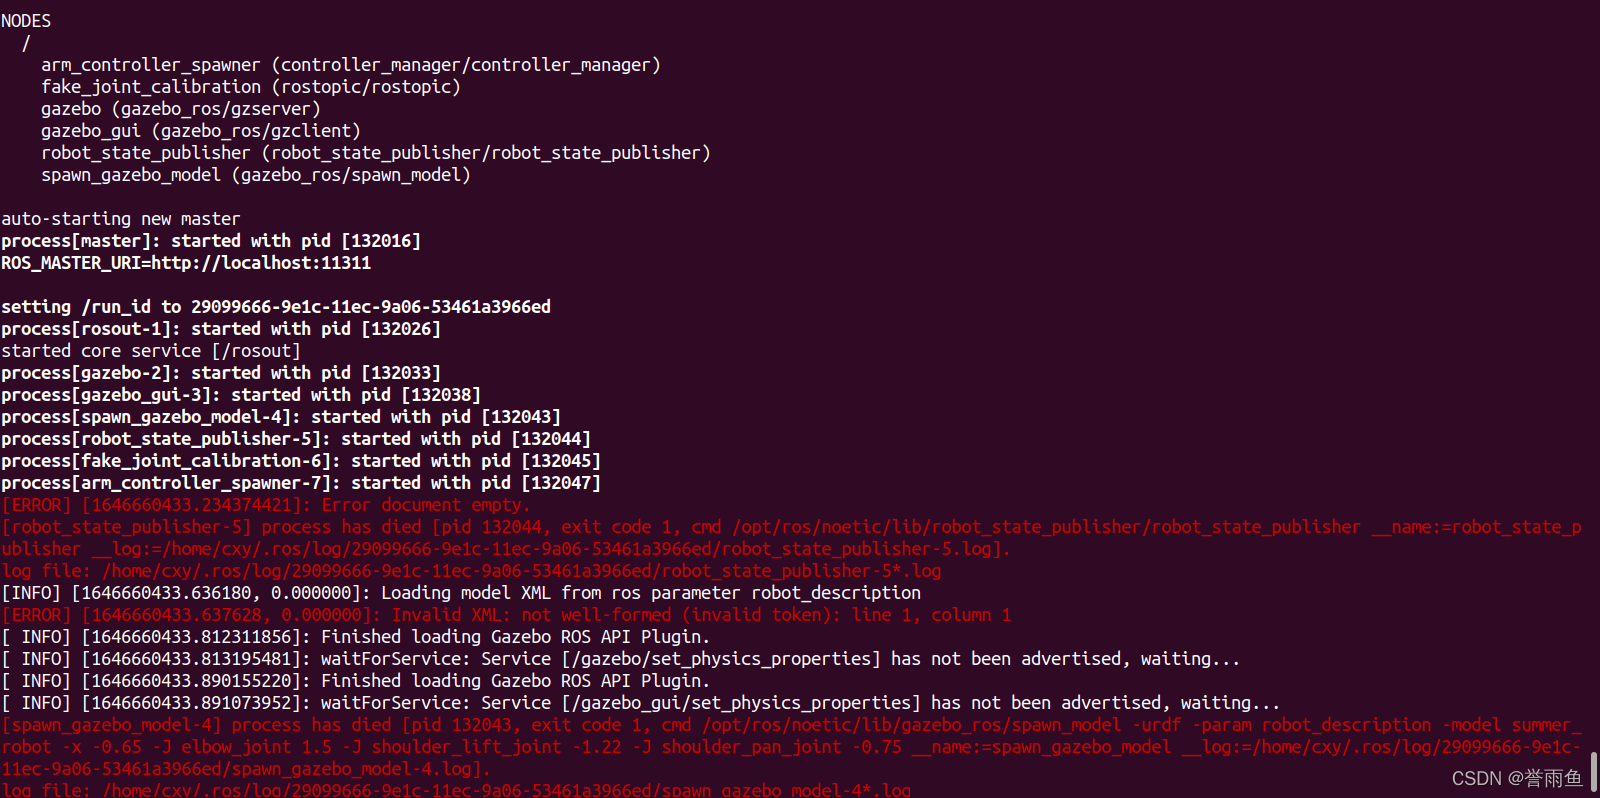 NODES
/
arm_controller_spawner (controller_manager/controller_manager)
fake_joint_calibration (rostopic/rostopic)
gazebo (gazebo_ros/gzserver)
gazebo_gui (gazebo_ros/gzclient)
robot_state_publisher (robot_state_publisher/robot_state_publisher)
spawn_gazebo_model (gazebo_ros/spawn_model)
auto-starting new master
process[master]: started with pid [132016]
ROS_MASTER_URI=http://localhost:11311
setting /run_id to 29099666-9e1c-11ec-9a06-53461a3966ed
process[rosout-1]: started with pid [132026]
started core service [/rosout]
process[gazebo-2]: started with pid [132033]
process[gazebo_gui-3]: started with pid [132038]
process[spawn_gazebo_model-4]: started with pid [132043]
process[robot_state_publisher-5]: started with pid [132044]
process[fake_joint_calibration-6]: started with pid [132045]
process[arm_controller_spawner-7]: started with pid [132047]
[ERROR] [1646660433.234374421]: Error document empty.
[robot_state_publisher-5] process has died [pid 132044, exit code 1, cmd /opt/ros/noetic/lib/robot_state_publisher/robot_state_publisher __name:=robot_state_p
ublisher __log:=/home/cxy/.ros/log/29099666-9e1c-11ec-9a06-53461a3966ed/robot_state_publisher-5.log].
log file: /home/cxy/.ros/log/29099666-9e1c-11ec-9a06-53461a3966ed/robot_state_publisher-5*.log
[INFO] [1646660433.636180, 0.000000]: Loading model XML from ros parameter robot_description
[ERROR] [1646660433.637628, 0.000000]: Invalid XML: not well-formed (invalid token): line 1, column 1
[ INFO] [1646660433.812311856]: Finished loading Gazebo ROS API Plugin.
[ INFO] [1646660433.813195481]: waitForService: Service [/gazebo/set_physics_properties] has not been advertised, waiting...
[ INFO] [1646660433.890155220]: Finished loading Gazebo ROS API Plugin.
[ INFO] [1646660433.891073952]: waitForService: Service [/gazebo_gui/set_physics_properties] has not been advertised, waiting...
[spawn_gazebo_model-4] process has died [pid 132043, exit code 1, cmd /opt/ros/noetic/lib/gazebo_ros/spawn_model -urdf -param robot_description -model summer_
robot -x -0.65 -J elbow_joint 1.5 -J shoulder_lift_joint -1.22 -J shoulder_pan_joint -0.75 __name:=spawn_gazebo_model __log:=/home/cxy/.ros/log/29099666-9e1c-
11ec-9a06-53461a3966ed/spawn_gazebo_model-4.log].
log file: /home/cxy/.ros/log/29099666-9e1c-11ec-9a06-53461a3966ed/spawn_gazebo_model-4*.log
CSDN @誉雨鱼